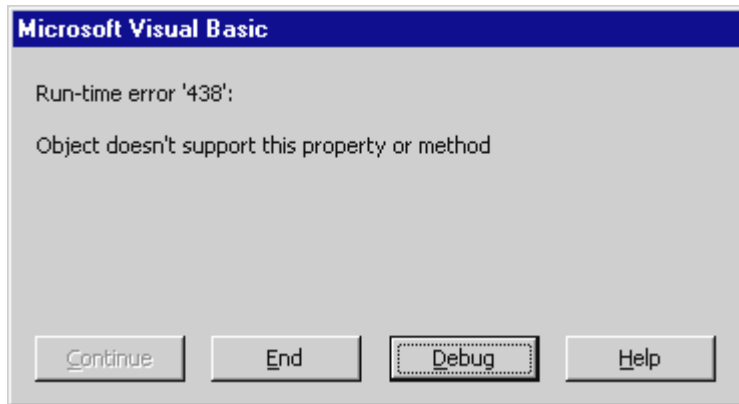 Microsoft Visual Basic
Run-time error '438':
Object doesn't support this property or method
Continue End Debug Help